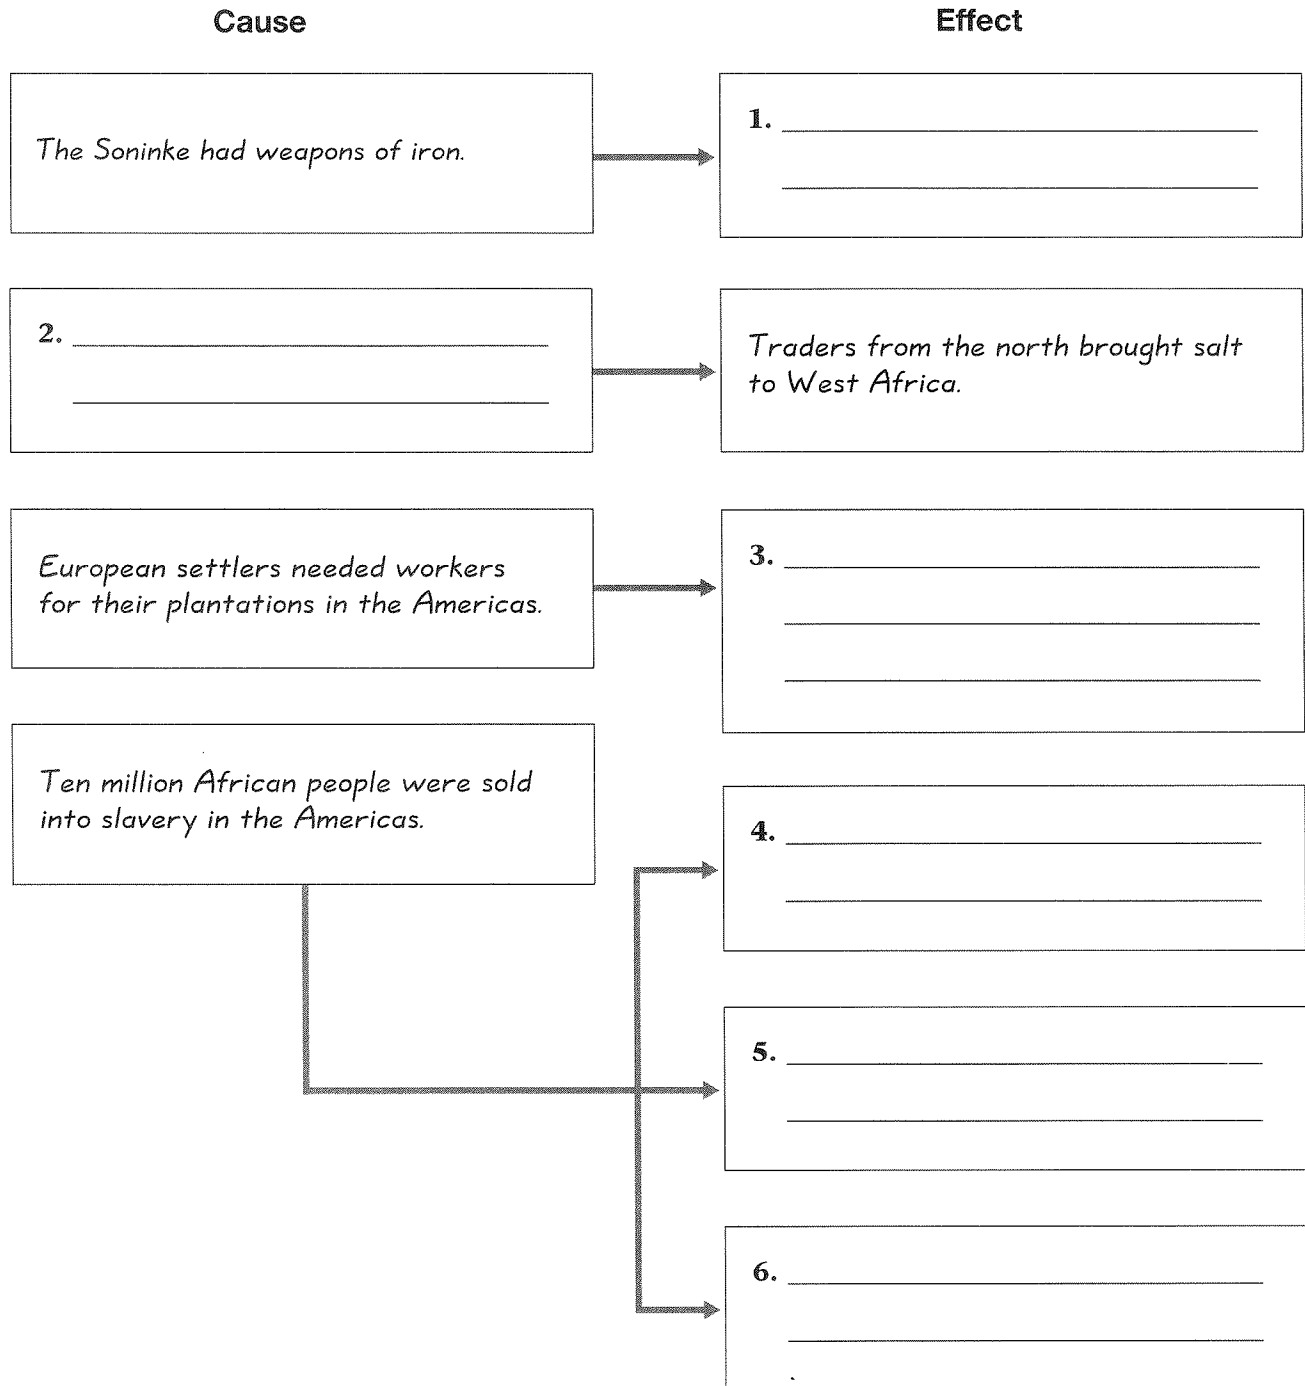 Cause
Effect
The Soninke had weapons of iron.
1.
2.
Traders from the north brought salt
to West Africa.
European settlers needed workers
for their plantations in the Americas.
3.
Ten million African people were sold
into slavery in the Americas.
4.
5.
6.